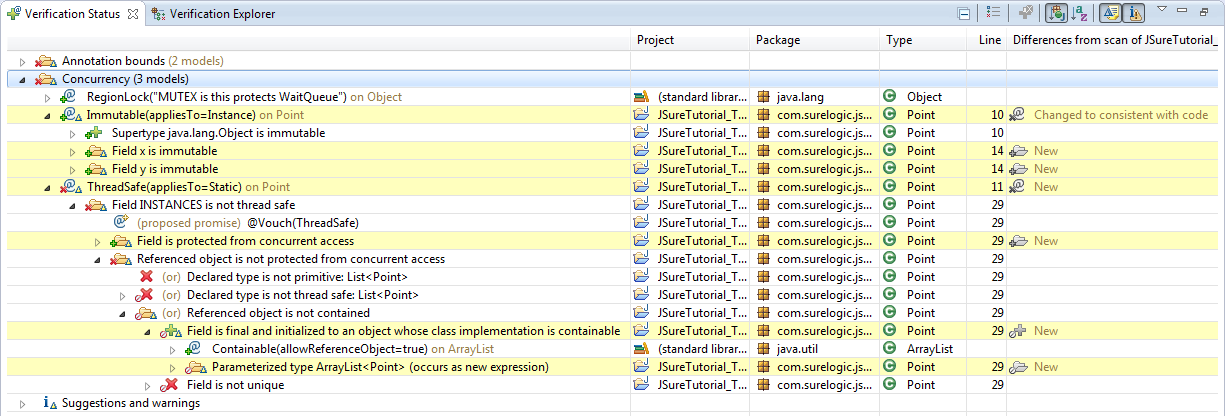 Verification Status Verification Explorer
Project Package Type Line Differences from scan of JSureTutorial_
Annotation bounds (2 models)
Concurrency (3 models)
RegionLock("MUTEX is this protects WaitQueue") on Object (standard librar... java.lang Object
Immutable(appliesTo=Instance) on Point JSureTutorial_T... com.surelogic.js... Point 10 Changed to consistent with code
Supertype java.lang.Object is immutable JSureTutorial_T... com.surelogic.js... Point 10
Field x is immutable JSureTutorial_T... com.surelogic.js... Point 14 New
Field y is immutable JSureTutorial_T... com.surelogic.js... Point 14 New
ThreadSafe(appliesTo=Static) on Point JSureTutorial_T... com.surelogic.js... Point 11 New
Field INSTANCES is not thread safe JSureTutorial_T... com.surelogic.js... Point 29
(proposed promise) @Vouch(ThreadSafe) JSureTutorial_T... com.surelogic.js... Point 29
Field is protected from concurrent access JSureTutorial_T... com.surelogic.js... Point 29 New
Referenced object is not protected from concurrent access JSureTutorial_T... com.surelogic.js... Point 29
(or) Declared type is not primitive: List<Point> JSureTutorial_T... com.surelogic.js... Point 29
(or) Declared type is not thread safe: List<Point> JSureTutorial_T... com.surelogic.js... Point 29
(or) Referenced object is not contained JSureTutorial_T... com.surelogic.js... Point 29
Field is final and initialized to an object whose class implementation is containable JSureTutorial_T... com.surelogic.js... Point 29 New
Containable(allowReferenceObject=true) on ArrayList (standard librar... java.util ArrayList
Parameterized type ArrayList<Point> (occurs as new expression) JSureTutorial_T... com.surelogic.js... Point 29 New
Field is not unique JSureTutorial_T... com.surelogic.js... Point 29
Suggestions and warnings